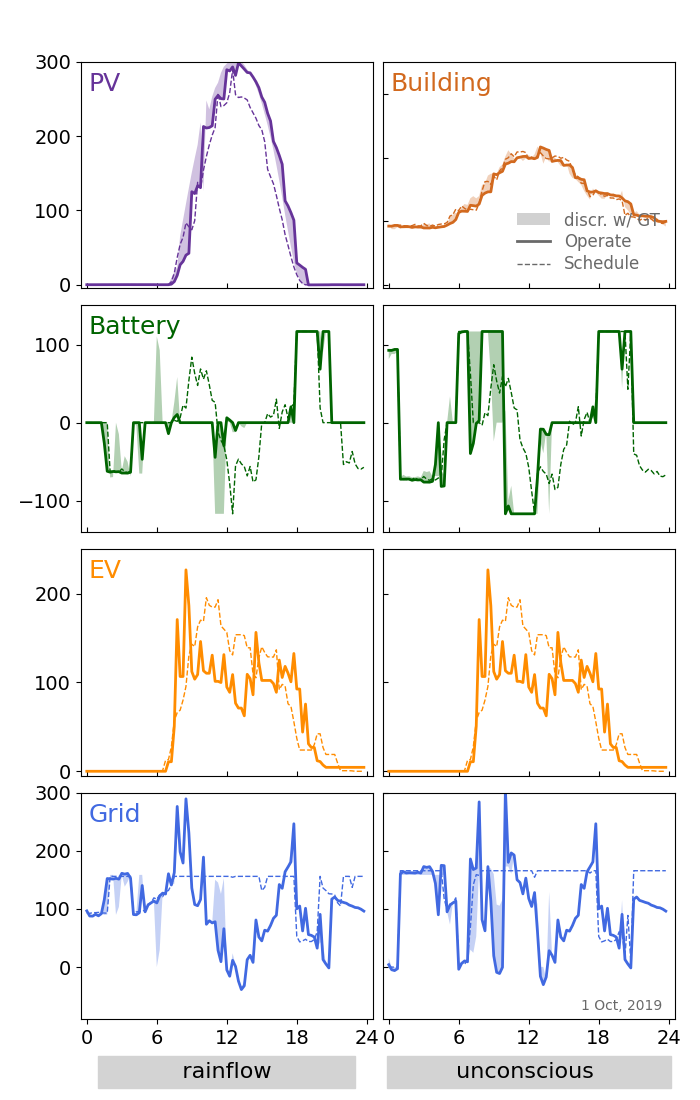 PV
Building
300
200
100
0
discr. w/ GT
Operate
Schedule
Battery
100
0
−100
EV
200
100
0
Grid
300
200
100
0
1 Oct, 2019
0 6 12 18 24 0 6 12 18 24
rainflow unconscious